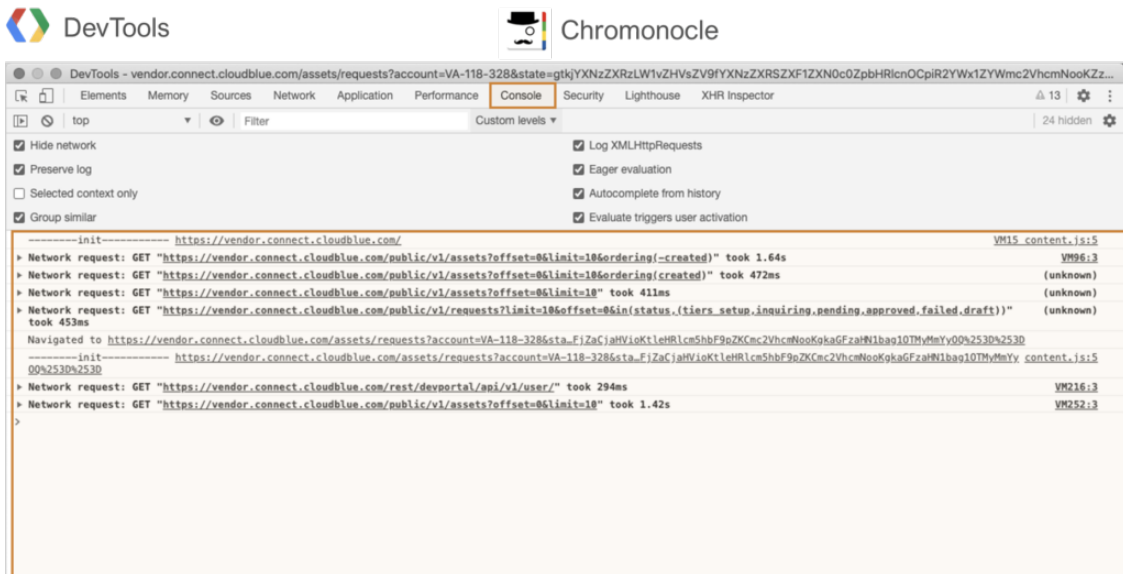 DevTools
Chromonocle
DevTools - vendor.connect.cloudblue.com/assets/requests?account=VA-118-328&state=gtkjYXNzZXRzLW1vZHVsZV9fYXNzZXRSZXF1ZXN0c0ZpbHRlcnOCpiR2YWx1ZYWmc2VhcmNooKZz...
Elements Memory Sources Network Application Performance Console Security Lighthouse XHR Inspector 13
top Filter Custom levels 24 hidden
Hide network Log XMLHttpRequests
Preserve log Eager evaluation
Selected context only Autocomplete from history
Group similar Evaluate triggers user activation
--------init----------- https://vendor.connect.cloudblue.com/ VM15 content.js:5
Network request: GET "https://vendor.connect.cloudblue.com/public/v1/assets?offset=0&limit=10&ordering(-created)" took 1.64s VM96:3
Network request: GET "https://vendor.connect.cloudblue.com/public/v1/assets?offset=0&limit=10&ordering(created)" took 472ms (unknown)
Network request: GET "https://vendor.connect.cloudblue.com/public/v1/assets?offset=0&limit=10" took 411ms (unknown)
Network request: GET "https://vendor.connect.cloudblue.com/public/v1/requests?limit=10&offset=0&in(status,(tiers_setup,inquiring,pending,approved,failed,draft))" (unknown)
took 453ms
Navigated to https://vendor.connect.cloudblue.com/assets/requests?account=VA-118-328&sta…FjZaCjaHVioKtleHRlcm5hbF9pZKCmc2VhcmNooKgkaGFzaHN1bag1OTMyMmYyOQ%253D%253D
--------init----------- https://vendor.connect.cloudblue.com/assets/requests?account=VA-118-328&sta…FjZaCjaHVioKtleHRlcm5hbF9pZKCmc2VhcmNooKgkaGFzaHN1bag1OTMyMmYy content.js:5
OQ%253D%253D
Network request: GET "https://vendor.connect.cloudblue.com/rest/devportal/api/v1/user/" took 294ms VM216:3
Network request: GET "https://vendor.connect.cloudblue.com/public/v1/assets?offset=0&limit=10" took 1.42s VM252:3